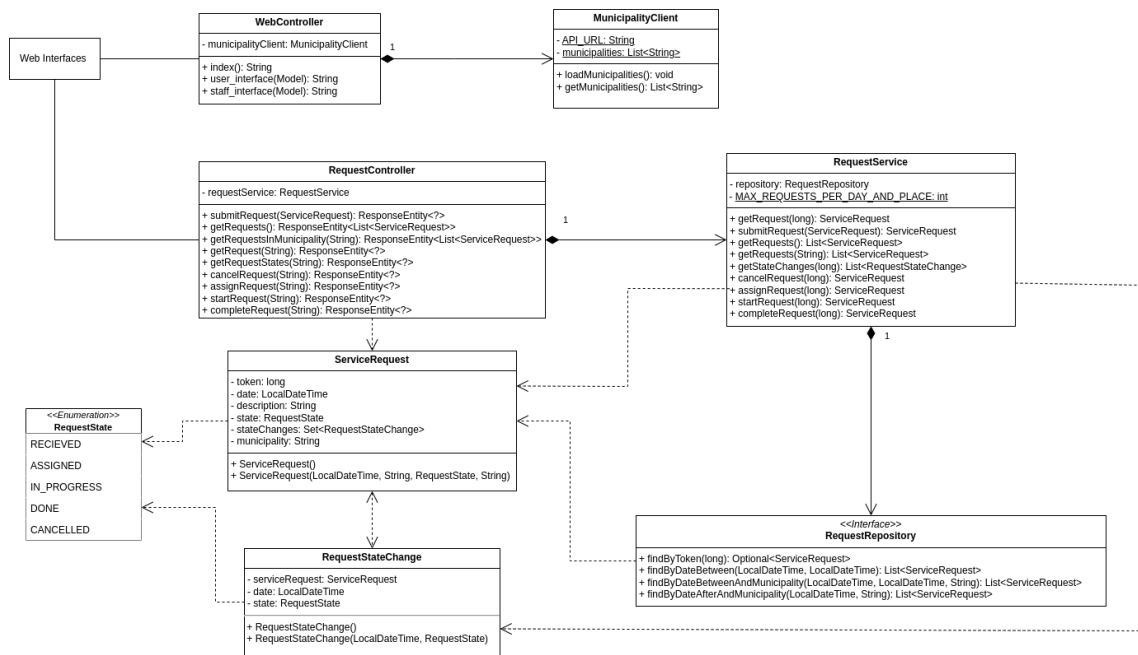 WebController
- municipalityClient: MunicipalityClient
+ index(): String
+ user_interface(Model): String
+ staff_interface(Model): String
1
MunicipalityClient
- API_URL: String
- municipalities: List<String>
+ loadMunicipalities(): void
+ getMunicipalities(): List<String>
Web Interfaces
RequestController
- requestService: RequestService
+ submitRequest(ServiceRequest): ResponseEntity<?>
+ getRequests(): ResponseEntity<List<ServiceRequest>>
+ getRequestsInMunicipality(String): ResponseEntity<List<ServiceRequest>>
+ getRequest(String): ResponseEntity<?>
+ getRequestStates(String): ResponseEntity<?>
+ cancelRequest(String): ResponseEntity<?>
+ assignRequest(String): ResponseEntity<?>
+ startRequest(String): ResponseEntity<?>
+ completeRequest(String): ResponseEntity<?>
1
RequestService
- repository: RequestRepository
- MAX_REQUESTS_PER_DAY_AND_PLACE: int
+ getRequest(long): ServiceRequest
+ submitRequest(ServiceRequest): ServiceRequest
+ getRequests(): List<ServiceRequest>
+ getRequests(String): List<ServiceRequest>
+ getStateChanges(long): List<RequestStateChange>
+ cancelRequest(long): ServiceRequest
+ assignRequest(long): ServiceRequest
+ startRequest(long): ServiceRequest
+ completeRequest(long): ServiceRequest
1
ServiceRequest
- token: long
- date: LocalDateTime
- description: String
- state: RequestState
- stateChanges: Set<RequestStateChange>
- municipality: String
+ ServiceRequest()
+ ServiceRequest(LocalDateTime, String, RequestState, String)
<<Enumeration>>
RequestState
RECIEVED
ASSIGNED
IN_PROGRESS
DONE
CANCELLED
<<Interface>>
RequestRepository
+ findByToken(long): Optional<ServiceRequest>
+ findByDateBetween(LocalDateTime, LocalDateTime): List<ServiceRequest>
+ findByDateBetweenAndMunicipality(LocalDateTime, LocalDateTime, String): List<ServiceRequest>
+ findByDateAfterAndMunicipality(LocalDateTime, String): List<ServiceRequest>
RequestStateChange
- serviceRequest: ServiceRequest
- date: LocalDateTime
- state: RequestState
+ RequestStateChange()
+ RequestStateChange(LocalDateTime, RequestState)